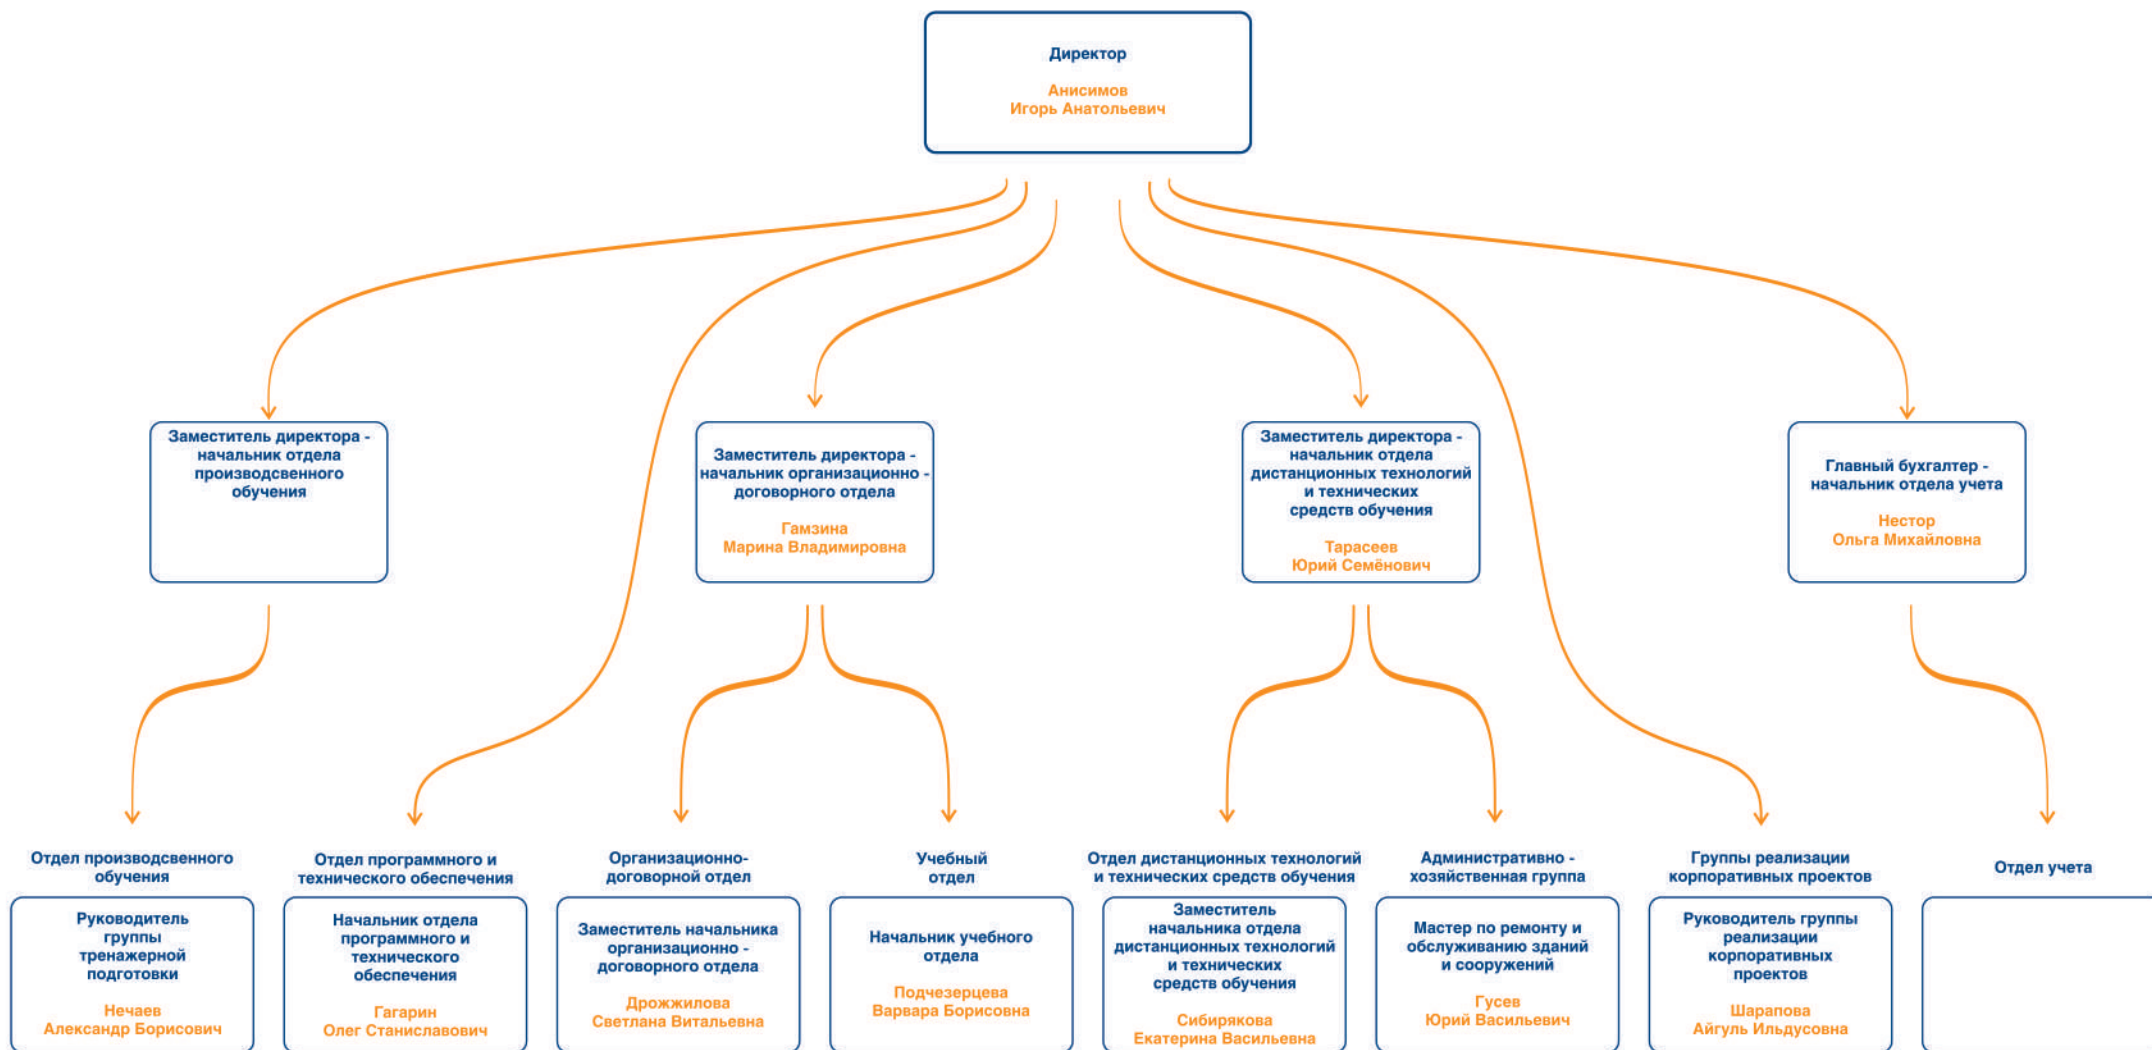 Директор
Анисимов
Игорь Анатольевич
Заместитель директора -
начальник отдела
производсвенного
обучения
Заместитель директора -
начальник организационно -
договорного отдела
Гамзина
Марина Владимировна
Заместитель директора -
начальник отдела
дистанционных технологий
и технических
средств обучения
Тарасеев
Юрий Семёнович
Главный бухгалтер -
начальник отдела учета
Нестор
Ольга Михайловна
Отдел производсвенного
обучения
Руководитель
группы
тренажерной
подготовки
Нечаев
Александр Борисович
Отдел программного и
технического обеспечения
Начальник отдела
программного и
технического
обеспечения
Гагарин
Олег Станиславович
Организационно-
договорной отдел
Заместитель начальника
организационно -
договорного отдела
Дрожжилова
Светлана Витальевна
Учебный
отдел
Начальник учебного
отдела
Подчезерцева
Варвара Борисовна
Отдел дистанционных технологий
и технических средств обучения
Заместитель
начальника отдела
дистанционных технологий
и технических
средств обучения
Сибирякова
Екатерина Васильевна
Административно -
хозяйственная группа
Мастер по ремонту и
обслуживанию зданий
и сооружений
Гусев
Юрий Васильевич
Группы реализации
корпоративных проектов
Руководитель группы
реализации
корпоративных
проектов
Шарапова
Айгуль Ильдусовна
Отдел учета